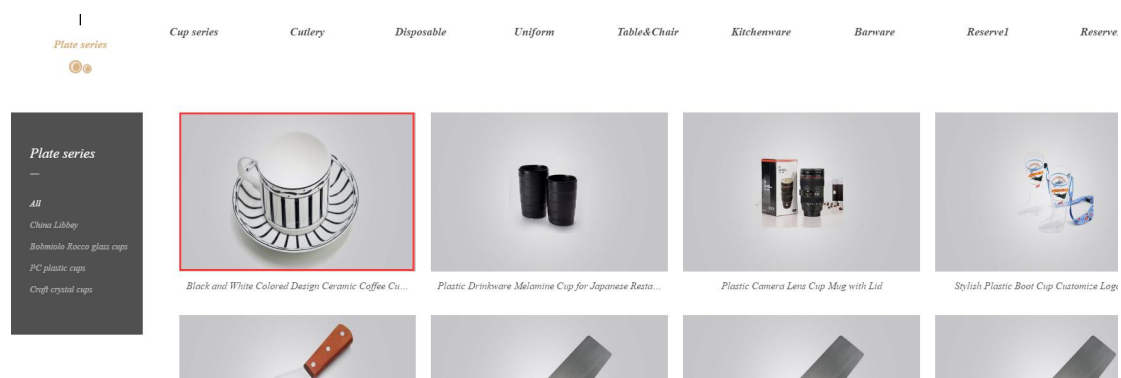 Plate series
Cup series
Cutlery
Disposable
Uniform
Table&Chair
Kitchenware
Barware
Reserve1
Reserve
Plate series
All
China Libbey
Bohmiolo Rocco glass cups
PC plastic cups
Craft crystal cups
Black and White Colored Design Ceramic Coffee Cu...
Plastic Drinkware Melamine Cup for Japanese Resta...
Plastic Camera Lens Cup Mug with Lid
Stylish Plastic Boot Cup Customize Logo